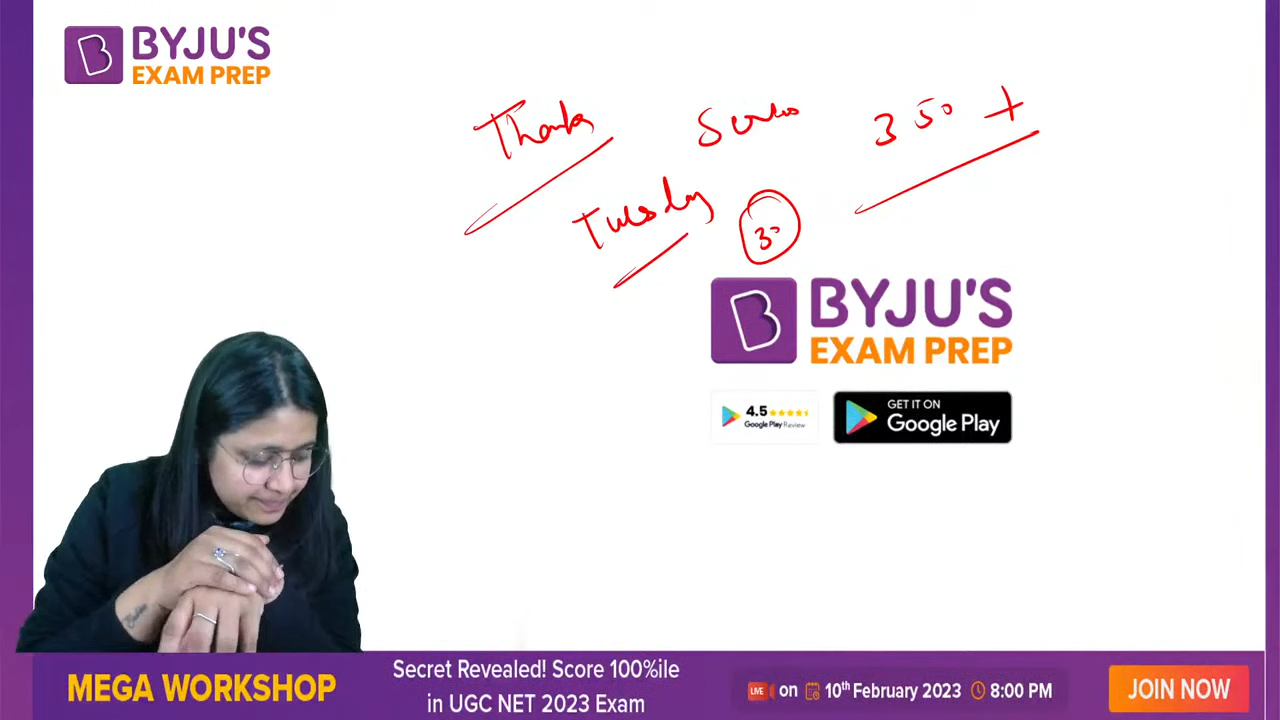 BYJU'S
EXAM PREP
Thanks 350 +
Tuesday 30
BYJU'S
EXAM PREP
4.5
Google Play Review
GET IT ON
Google Play
MEGA WORKSHOP
Secret Revealed! Score 100%ile
in UGC NET 2023 Exam
LIVE on 10th February 2023 8:00 PM
JOIN NOW